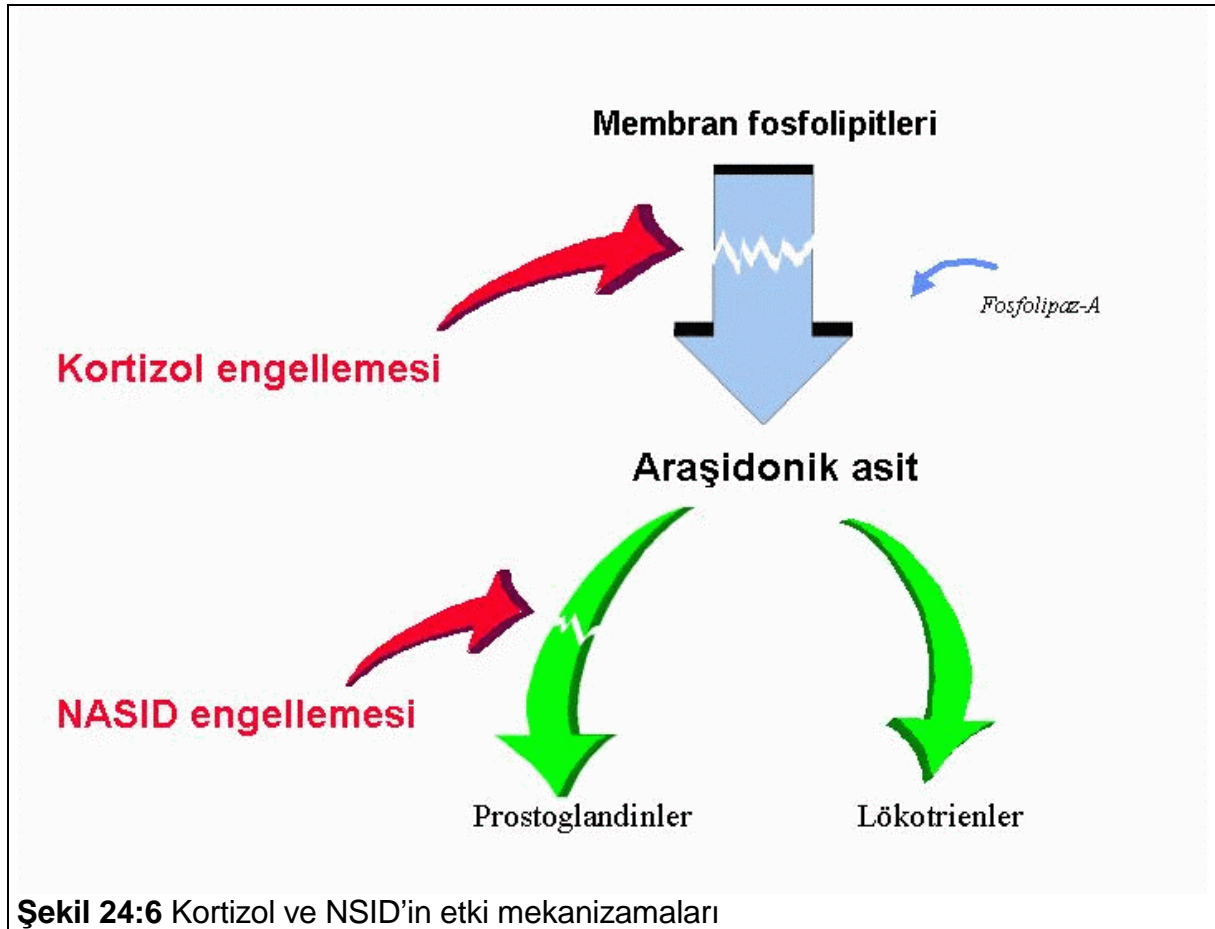 Membran fosfolipitleri
Fosfolipaz-A
Kortizol engellemesi
Araşidonik asit
NASID engellemesi
Prostoglandinler
Lökotrienler
Şekil 24:6 Kortizol ve NSID'in etki mekanizamaları